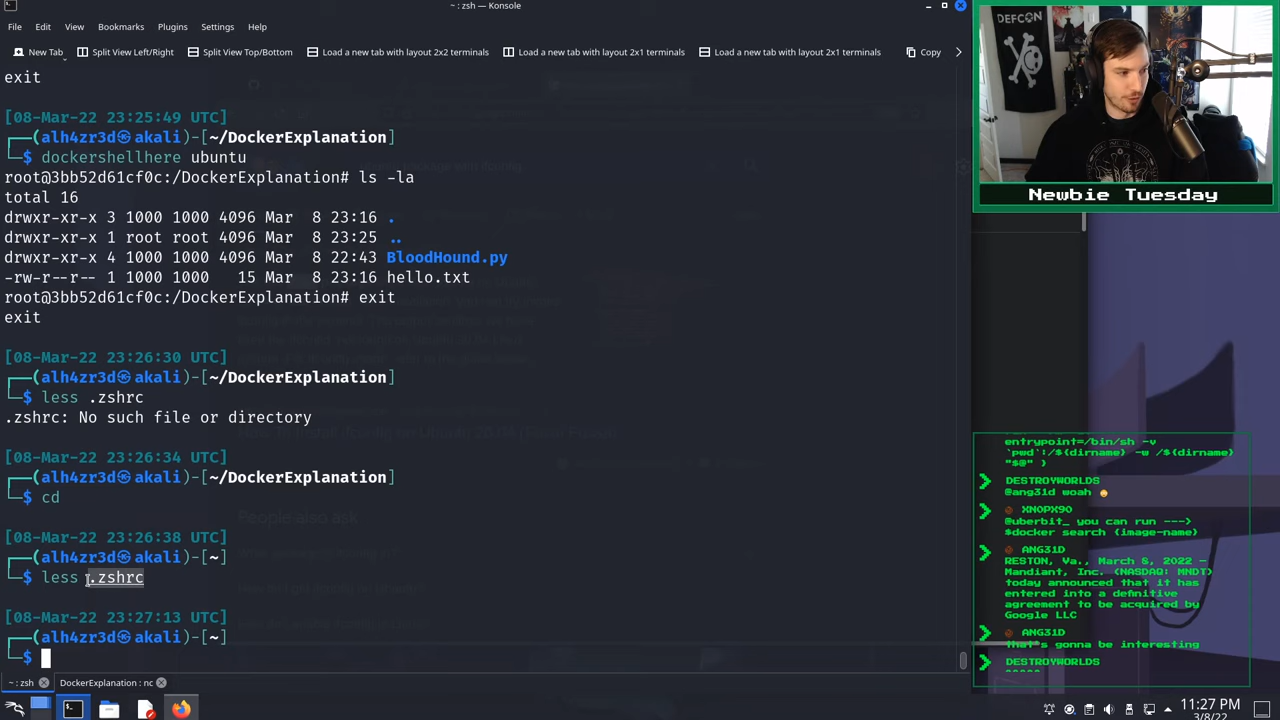 ~ : zsh — Konsole
File Edit View Bookmarks Plugins Settings Help
New Tab Split View Left/Right Split View Top/Bottom Load a new tab with layout 2x2 terminals Load a new tab with layout 2x1 terminals Load a new tab with layout 2x1 terminals Copy
exit
[08-Mar-22 23:25:49 UTC]
┌──(alh4zr3d㉿akali)-[~/DockerExplanation]
└─$ dockershellhere ubuntu
root@3bb52d61cf0c:/DockerExplanation# ls -la
total 16
drwxr-xr-x 3 1000 1000 4096 Mar  8 23:16 .
drwxr-xr-x 1 root root 4096 Mar  8 23:25 ..
drwxr-xr-x 4 1000 1000 4096 Mar  8 22:43 BloodHound.py
-rw-r--r-- 1 1000 1000   15 Mar  8 23:16 hello.txt
root@3bb52d61cf0c:/DockerExplanation# exit
exit
[08-Mar-22 23:26:30 UTC]
┌──(alh4zr3d㉿akali)-[~/DockerExplanation]
└─$ less .zshrc
.zshrc: No such file or directory
[08-Mar-22 23:26:34 UTC]
┌──(alh4zr3d㉿akali)-[~/DockerExplanation]
└─$ cd
[08-Mar-22 23:26:38 UTC]
┌──(alh4zr3d㉿akali)-[~]
└─$ less .zshrc
[08-Mar-22 23:27:13 UTC]
┌──(alh4zr3d㉿akali)-[~]
└─$
~ : zsh DockerExplanation : nc
DEFCON
Newbie Tuesday
entrypoint=/bin/sh -v
`pwd`:/$(dirname) -w /$(dirname)
"$@" }
DESTROYWORLDS
@ang31d woah
XN0PX90
@uberbit_ you can run --->
$docker search (image-name)
ANG31D
RESTON, Va., March 8, 2022 -
Mandiant, Inc. (NASDAQ: MNDT)
today announced that it has
entered into a definitive
agreement to be acquired by
Google LLC
ANG31D
that's gonna be interesting
DESTROYWORLDS
11:27 PM
3/8/22
People also ask